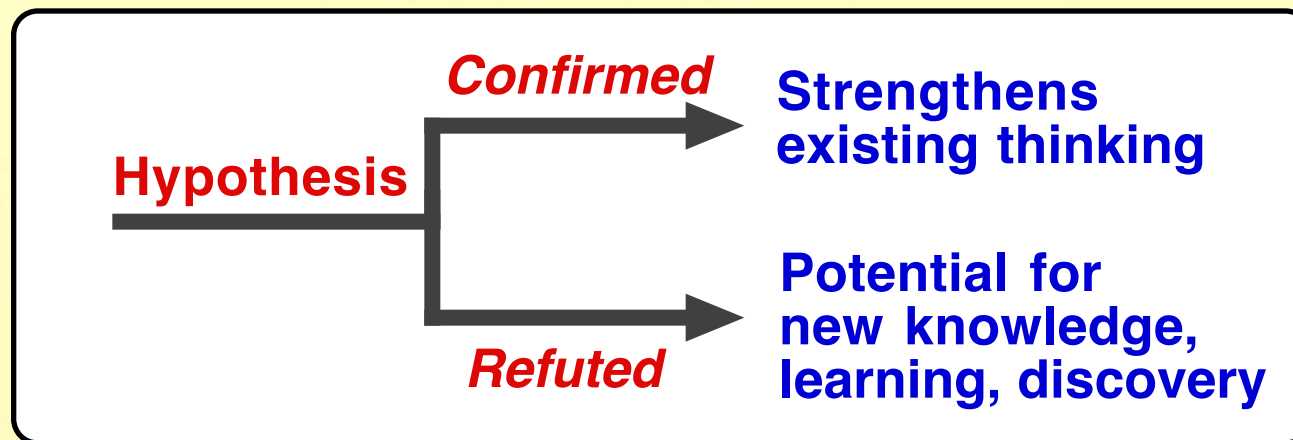 Hypothesis
Confirmed
Strengthens
existing thinking
Refuted
Potential for
new knowledge,
learning, discovery